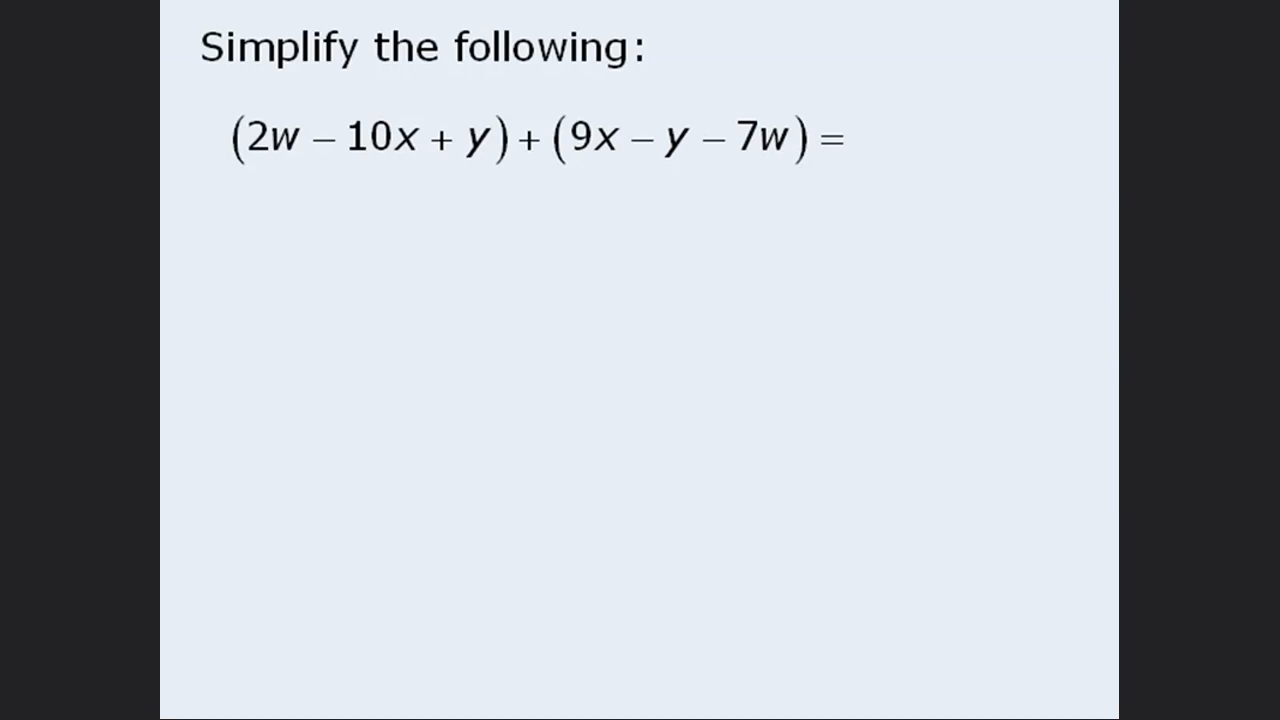 Simplify the following:
(2w – 10x + y) + (9x – y – 7w) =